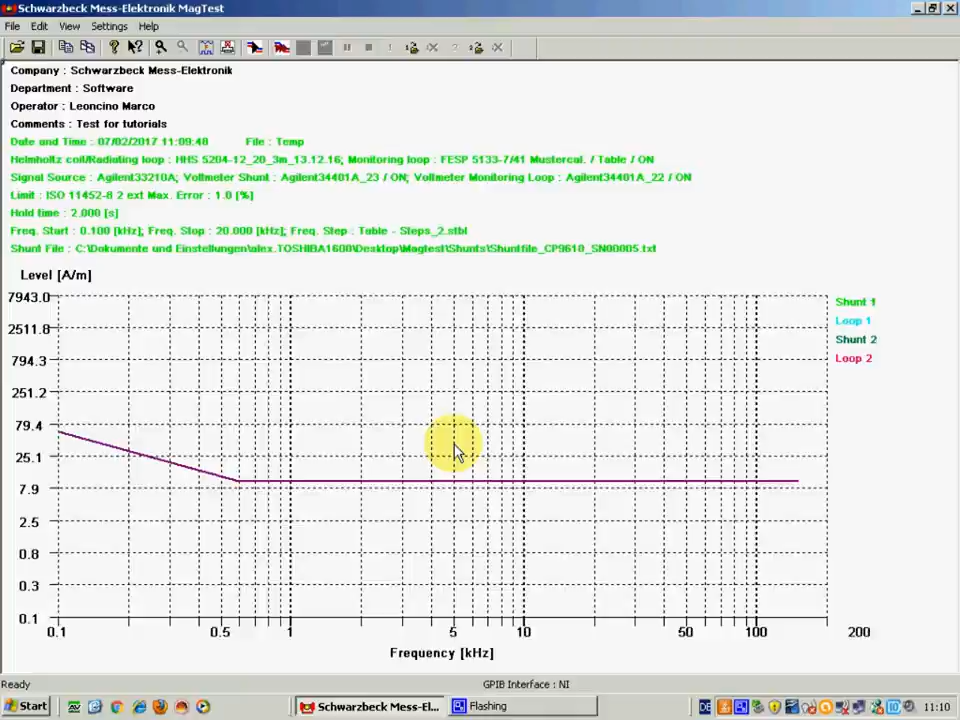 Schwarzbeck Mess-Elektronik MagTest
File Edit View Settings Help
Company : Schwarzbeck Mess-Elektronik
Department : Software
Operator : Leoncino Marco
Comments : Test for tutorials
Date and Time : 07/02/2017 11:09:48 File : Temp
Helmholtz coil/Radiating loop : HHS 5204-12_20_3m_13.12.16; Monitoring loop : FESP 5133-7/41 Mustercal. / Table / ON
Signal Source : Agilent33210A; Voltmeter Shunt : Agilent34401A_23 / ON; Voltmeter Monitoring Loop : Agilent34401A_22 / ON
Limit : ISO 11452-8 2 ext Max. Error : 1.0 [%]
Hold time : 2.000 [s]
Freq. Start : 0.100 [kHz]; Freq. Stop : 20.000 [kHz]; Freq. Step : Table - Steps_2.stbl
Shunt File : C:\Dokumente und Einstellungen\alex.TOSHIBA1600\Desktop\Magtest\Shunts\Shuntfile_CP9610_SN00005.txt
Level [A/m]
7943.0
2511.8
794.3
251.2
79.4
25.1
7.9
2.5
0.8
0.3
0.1
Shunt 1
Loop 1
Shunt 2
Loop 2
0.1 0.5 1 5 10 50 100 200
Frequency [kHz]
Ready GPIB Interface : NI
Start Schwarzbeck Mess-El... Flashing DE 11:10